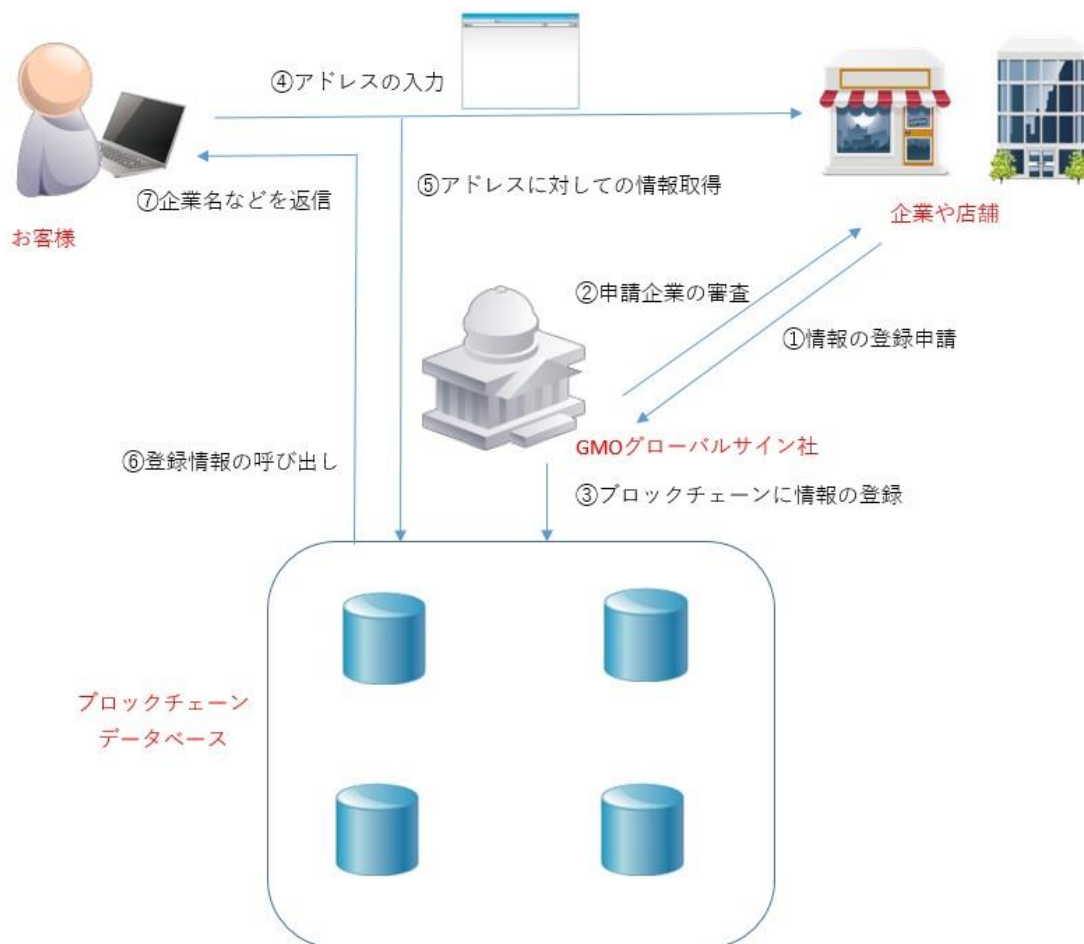 ④アドレスの入力
⑤アドレスに対しての情報取得
⑦企業名などを返信
お客様
企業や店舗
②申請企業の審査
①情報の登録申請
GMOグローバルサイン社
⑥登録情報の呼び出し
③ブロックチェーンに情報の登録
ブロックチェーン
データベース